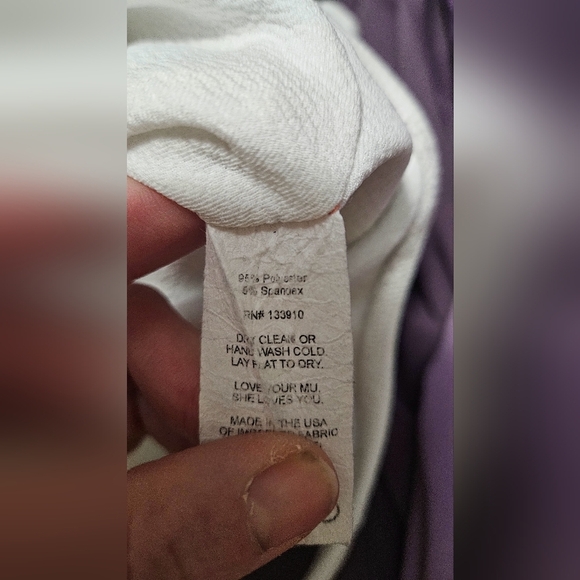 95% Polyester
5% Spandex
RN# 133910
DRY CLEAN OR
HAND WASH COLD.
LAY FLAT TO DRY.
LOVE YOUR MU.
SHE LOVES YOU.
MADE IN THE USA
OF IMPORTED FABRIC